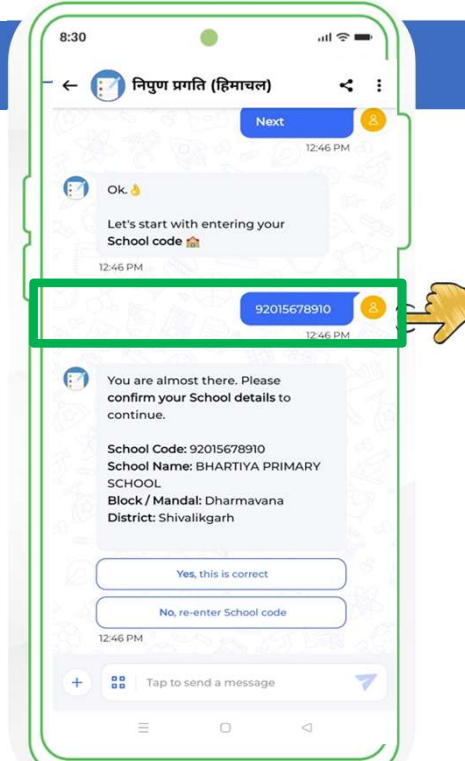 8:30
निपुण प्रगति (हिमाचल)
Next
12:46 PM
Ok.👌
Let's start with entering your
School code 🏫
12:46 PM
92015678910
12:46 PM
You are almost there. Please
confirm your School details to
continue.
School Code: 92015678910
School Name: BHARTIYA PRIMARY
SCHOOL
Block / Mandal: Dharmavana
District: Shivalikgarh
Yes, this is correct
No, re-enter School code
12:46 PM
Tap to send a message